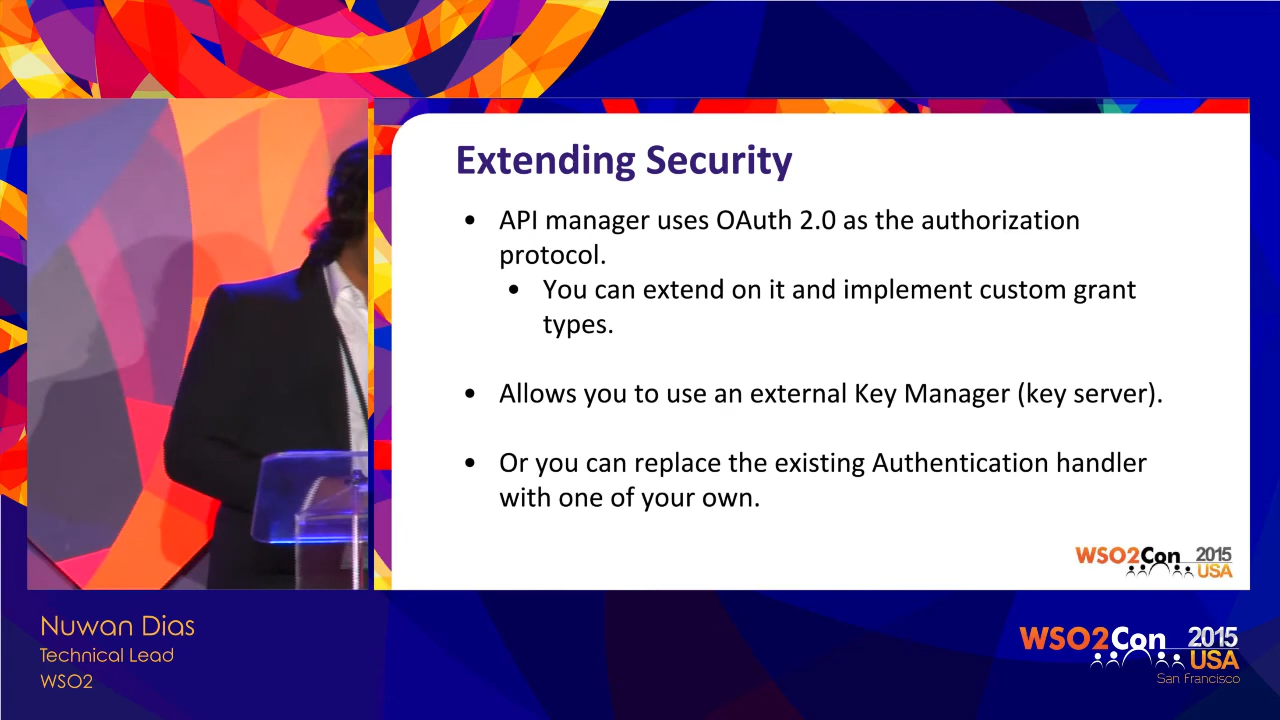 Extending Security
• API manager uses OAuth 2.0 as the authorization
protocol.
• You can extend on it and implement custom grant
types.
• Allows you to use an external Key Manager (key server).
• Or you can replace the existing Authentication handler
with one of your own.
WSO2Con 2015
USA
Nuwan Dias
Technical Lead
WSO2
WSO2Con 2015
USA
San Francisco